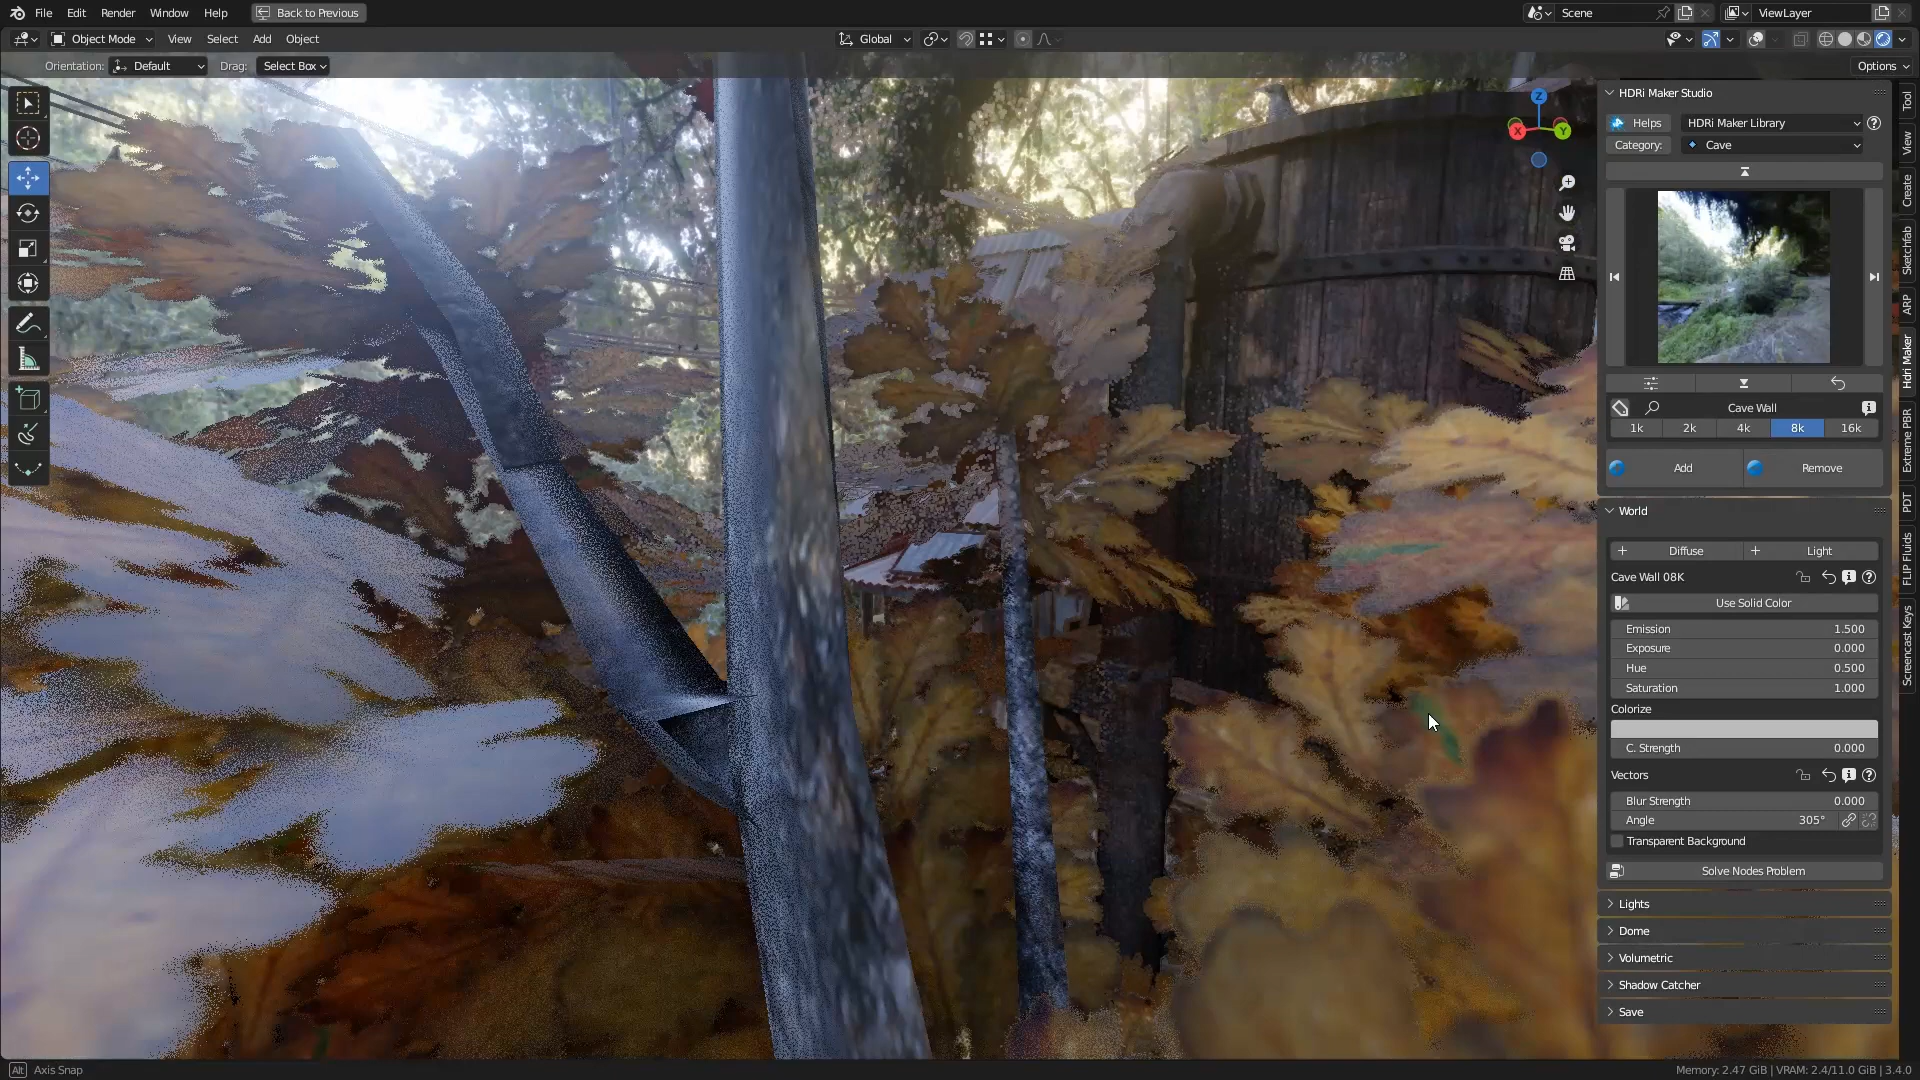 File Edit Render Window Help Back to Previous Scene ViewLayer
Object Mode View Select Add Object Global
Orientation: Default Drag: Select Box Options
HDRi Maker Studio
Helps HDRi Maker Library
Category: Cave
Cave Wall
1k 2k 4k 8k 16k
Add Remove
World
Diffuse Light
Cave Wall 08K
Use Solid Color
Emission 1.500
Exposure 0.000
Hue 0.500
Saturation 1.000
Colorize
C. Strength 0.000
Vectors
Blur Strength 0.000
Angle 305°
Transparent Background
Solve Nodes Problem
Lights
Dome
Volumetric
Shadow Catcher
Save
Tool
View
Create
Sketchfab
ARP
Hdri Maker
Extreme PBR
PDT
FLIP Fluids
Screencast Keys
Z
X
Y
Alt Axis Snap
Memory: 2.47 GiB | VRAM: 2.4/11.0 GiB | 3.4.0